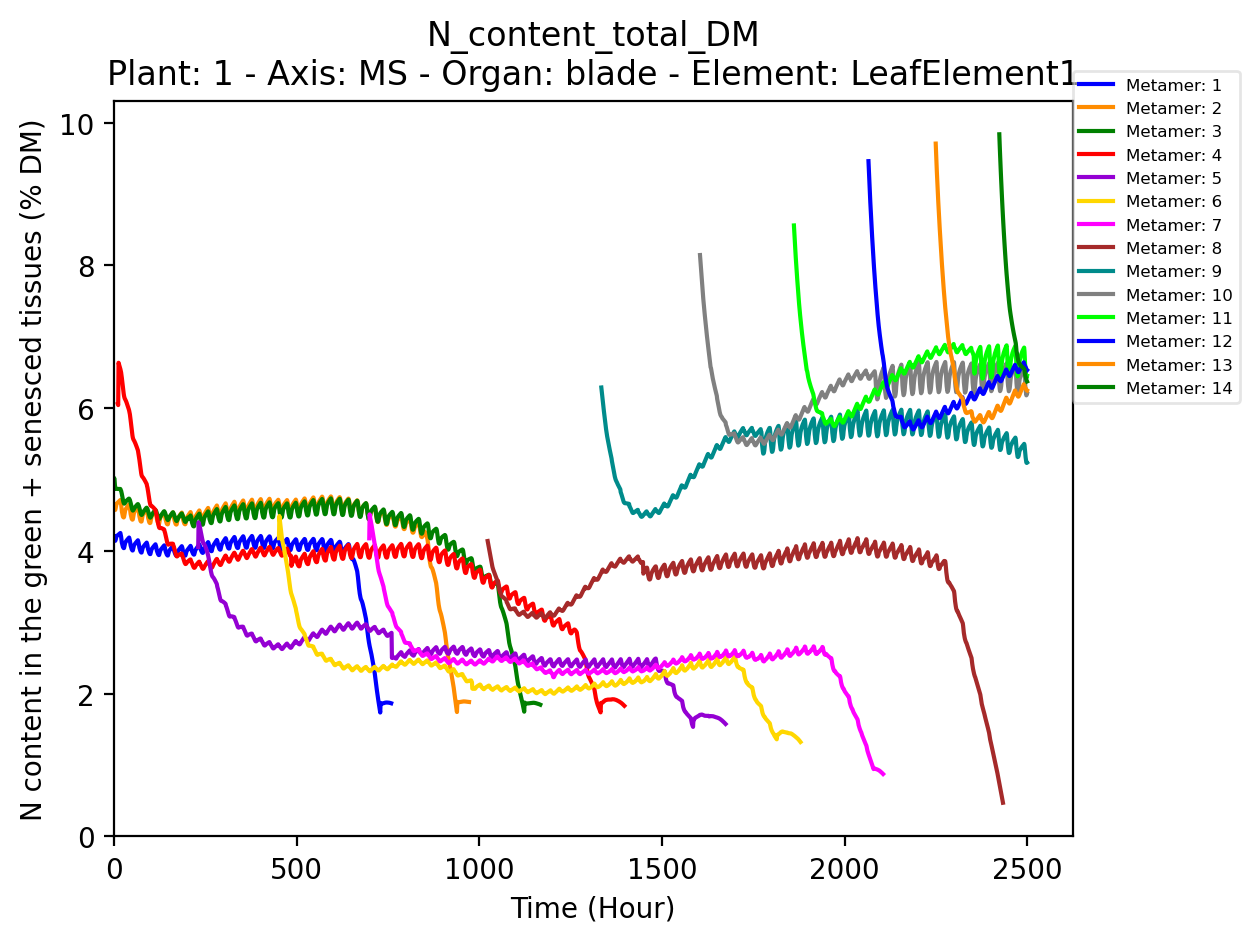 N_content_total_DM
Plant: 1 - Axis: MS - Organ: blade - Element: LeafElement1
N content in the green + senesced tissues (% DM)
10
8
6
4
2
0
0 500 1000 1500 2000 2500
Time (Hour)
Metamer: 1
Metamer: 2
Metamer: 3
Metamer: 4
Metamer: 5
Metamer: 6
Metamer: 7
Metamer: 8
Metamer: 9
Metamer: 10
Metamer: 11
Metamer: 12
Metamer: 13
Metamer: 14